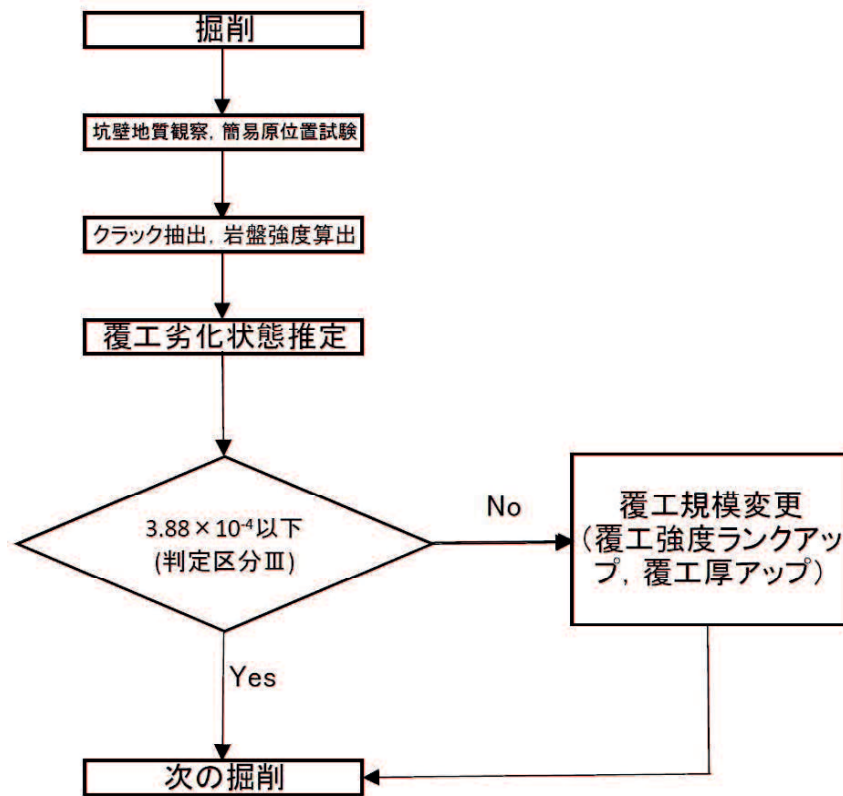 掘削
坑壁地質観察, 簡易原位置試験
クラック抽出, 岩盤強度算出
覆工劣化状態推定
3.88×10⁻⁴以下
(判定区分Ⅲ)
No
覆工規模変更
(覆工強度ランクアッ
プ, 覆工厚アップ)
Yes
次の掘削